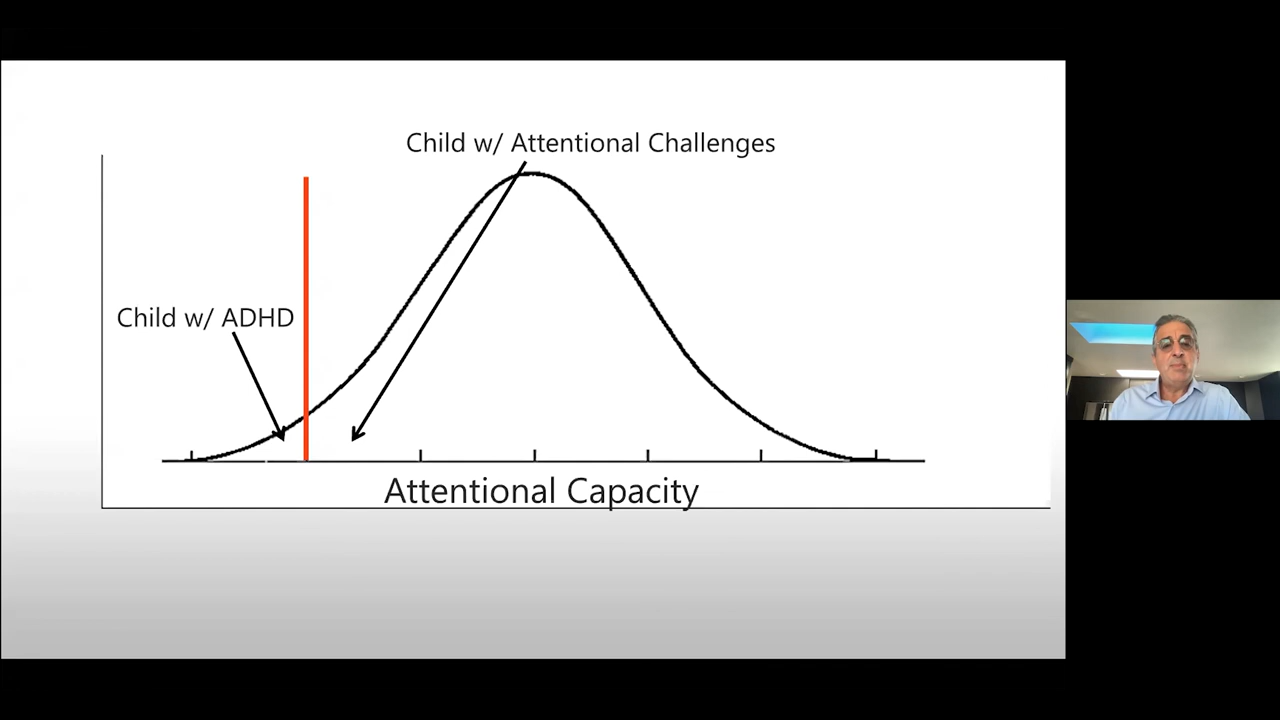 Child w/ Attentional Challenges
Child w/ ADHD
Attentional Capacity